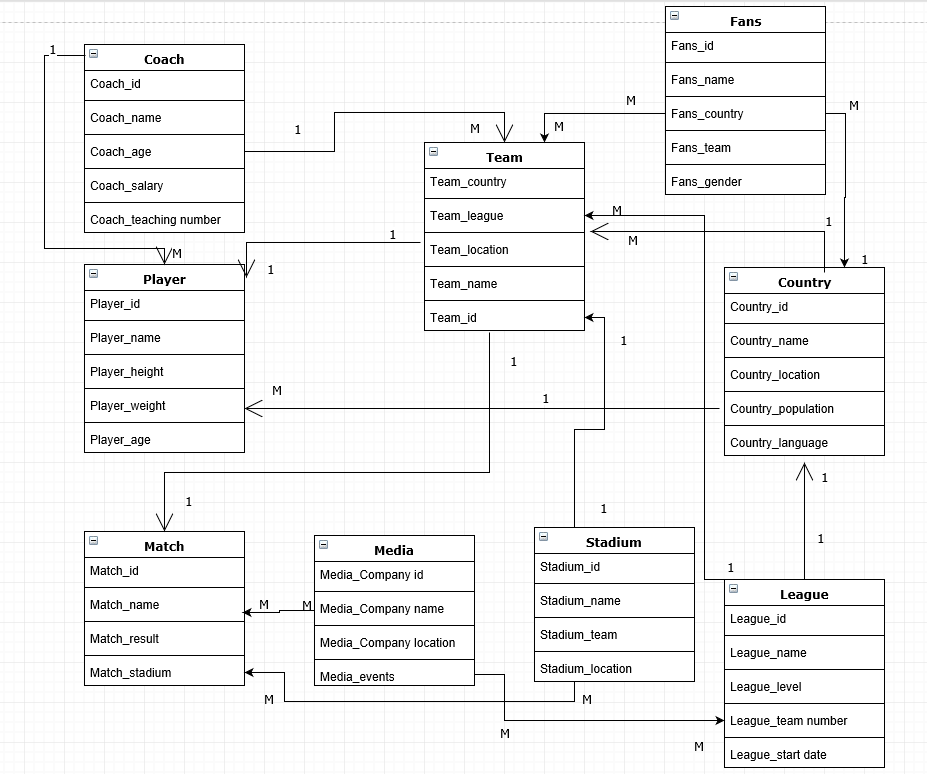 Coach
Coach_id
Coach_name
Coach_age
Coach_salary
Coach_teaching number
1
1
M
M
Fans
Fans_id
Fans_name
Fans_country
Fans_team
Fans_gender
M
M
M
1
Team
Team_country
Team_league
Team_location
Team_name
Team_id
M
M
1
1
1
Player
Player_id
Player_name
Player_height
Player_weight
Player_age
M
1
Country
Country_id
Country_name
Country_location
Country_population
Country_language
1
1
1
1
1
1
1
Match
Match_id
Match_name
Match_result
Match_stadium
M
M
Media
Media_Company id
Media_Company name
Media_Company location
Media_events
Stadium
Stadium_id
Stadium_name
Stadium_team
Stadium_location
M
M
M
M
1
League
League_id
League_name
League_level
League_team number
League_start date